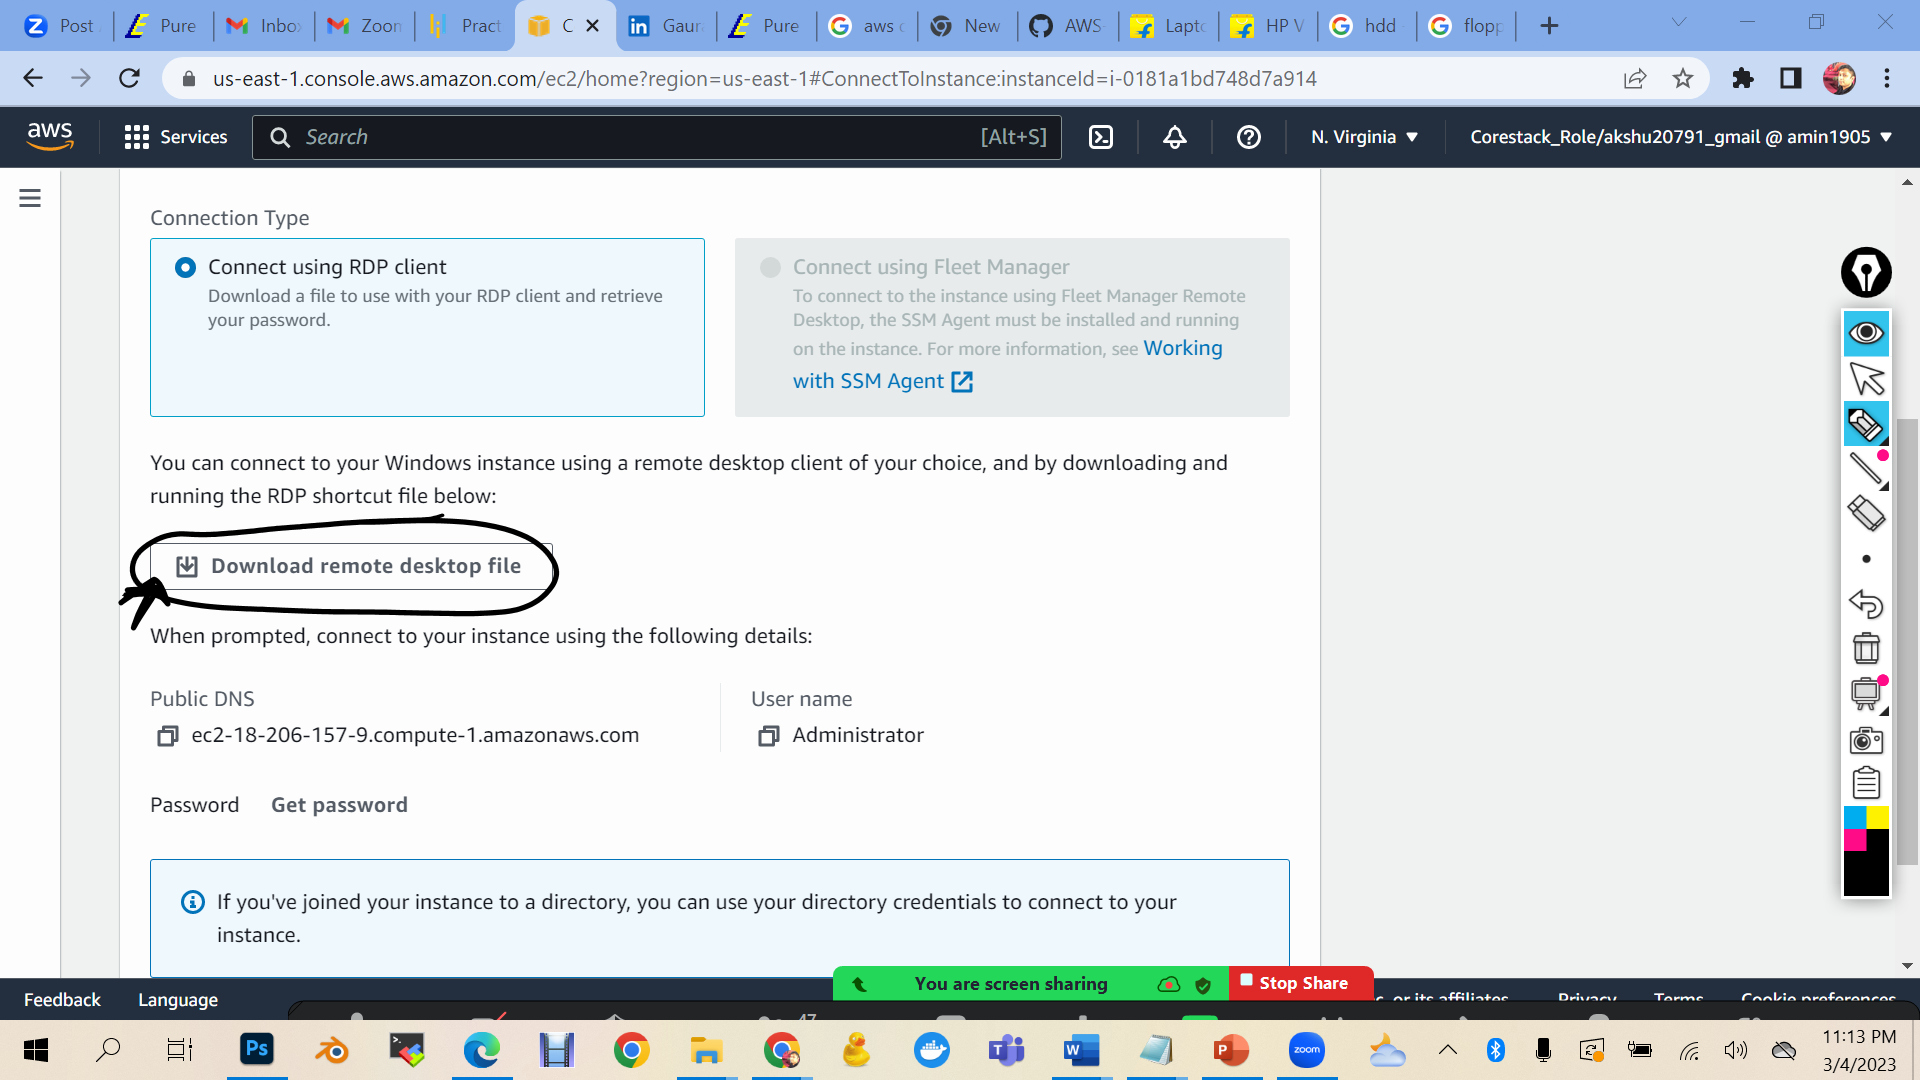 Post
Pure
Inbo
Zoon
Pract
C
Gaur
Pure
aws
New
AWS
Lapto
HP V
hdd
flopp
us-east-1.console.aws.amazon.com/ec2/home?region=us-east-1#ConnectToInstance:instanceId=i-0181a1bd748d7a914
aws
Services
Search
[Alt+S]
N. Virginia
Corestack_Role/akshu20791_gmail @ amin1905
Connection Type
Connect using RDP client
Download a file to use with your RDP client and retrieve
your password.
Connect using Fleet Manager
To connect to the instance using Fleet Manager Remote
Desktop, the SSM Agent must be installed and running
on the instance. For more information, see Working
with SSM Agent
You can connect to your Windows instance using a remote desktop client of your choice, and by downloading and
running the RDP shortcut file below:
Download remote desktop file
When prompted, connect to your instance using the following details:
Public DNS
ec2-18-206-157-9.compute-1.amazonaws.com
User name
Administrator
Password
Get password
If you've joined your instance to a directory, you can use your directory credentials to connect to your
instance.
You are screen sharing
Stop Share
Feedback
Language
or its affiliates.
Privacy
Terms
Cookie preferences
47
Ps
zoom
11:13 PM
3/4/2023